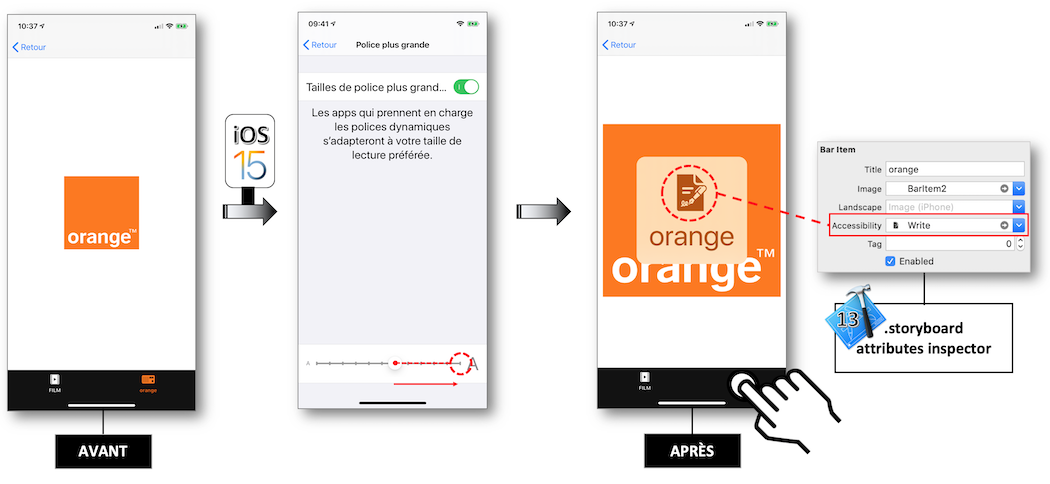 10:37
Retour
orange™
FILM
orange
AVANT
iOS
15
09:41
Retour
Police plus grande
Tailles de police plus grand...
Les apps qui prennent en charge
les polices dynamiques
s'adapteront à votre taille de
lecture préférée.
A
A
10:37
Retour
orange
orange™
FILM
APRÈS
Bar Item
Title
orange
Image
BarItem2
Landscape
Image (iPhone)
Accessibility
Write
Tag
0
Enabled
13
.storyboard
attributes inspector